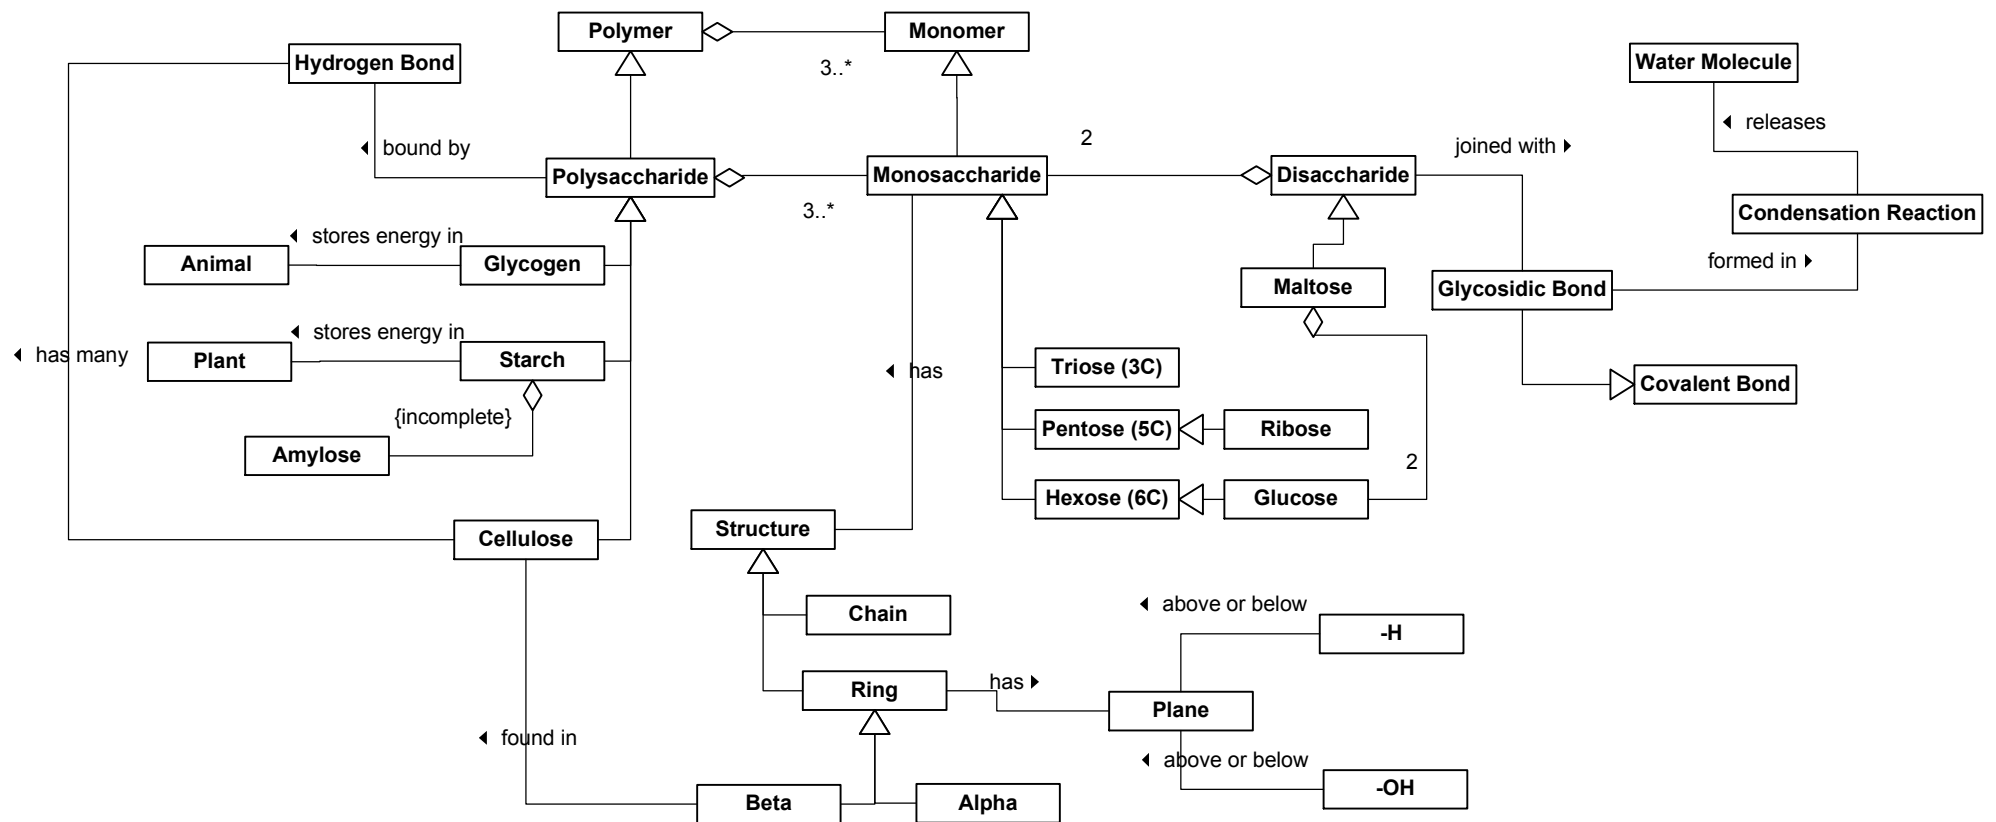 Polymer
Monomer
Hydrogen Bond
Water Molecule
3..*
◂ releases
2
joined with ▸
◂ bound by
Polysaccharide
Monosaccharide
Disaccharide
3..*
Condensation Reaction
◂ stores energy in
Animal
Glycogen
formed in ▸
Maltose
Glycosidic Bond
◂ stores energy in
◂ has many
Plant
Starch
◂ has
Triose (3C)
Covalent Bond
{incomplete}
Amylose
Pentose (5C)
Ribose
2
Hexose (6C)
Glucose
Structure
Cellulose
Chain
◂ above or below
-H
Ring
has ▸
Plane
◂ found in
◂ above or below
-OH
Beta
Alpha